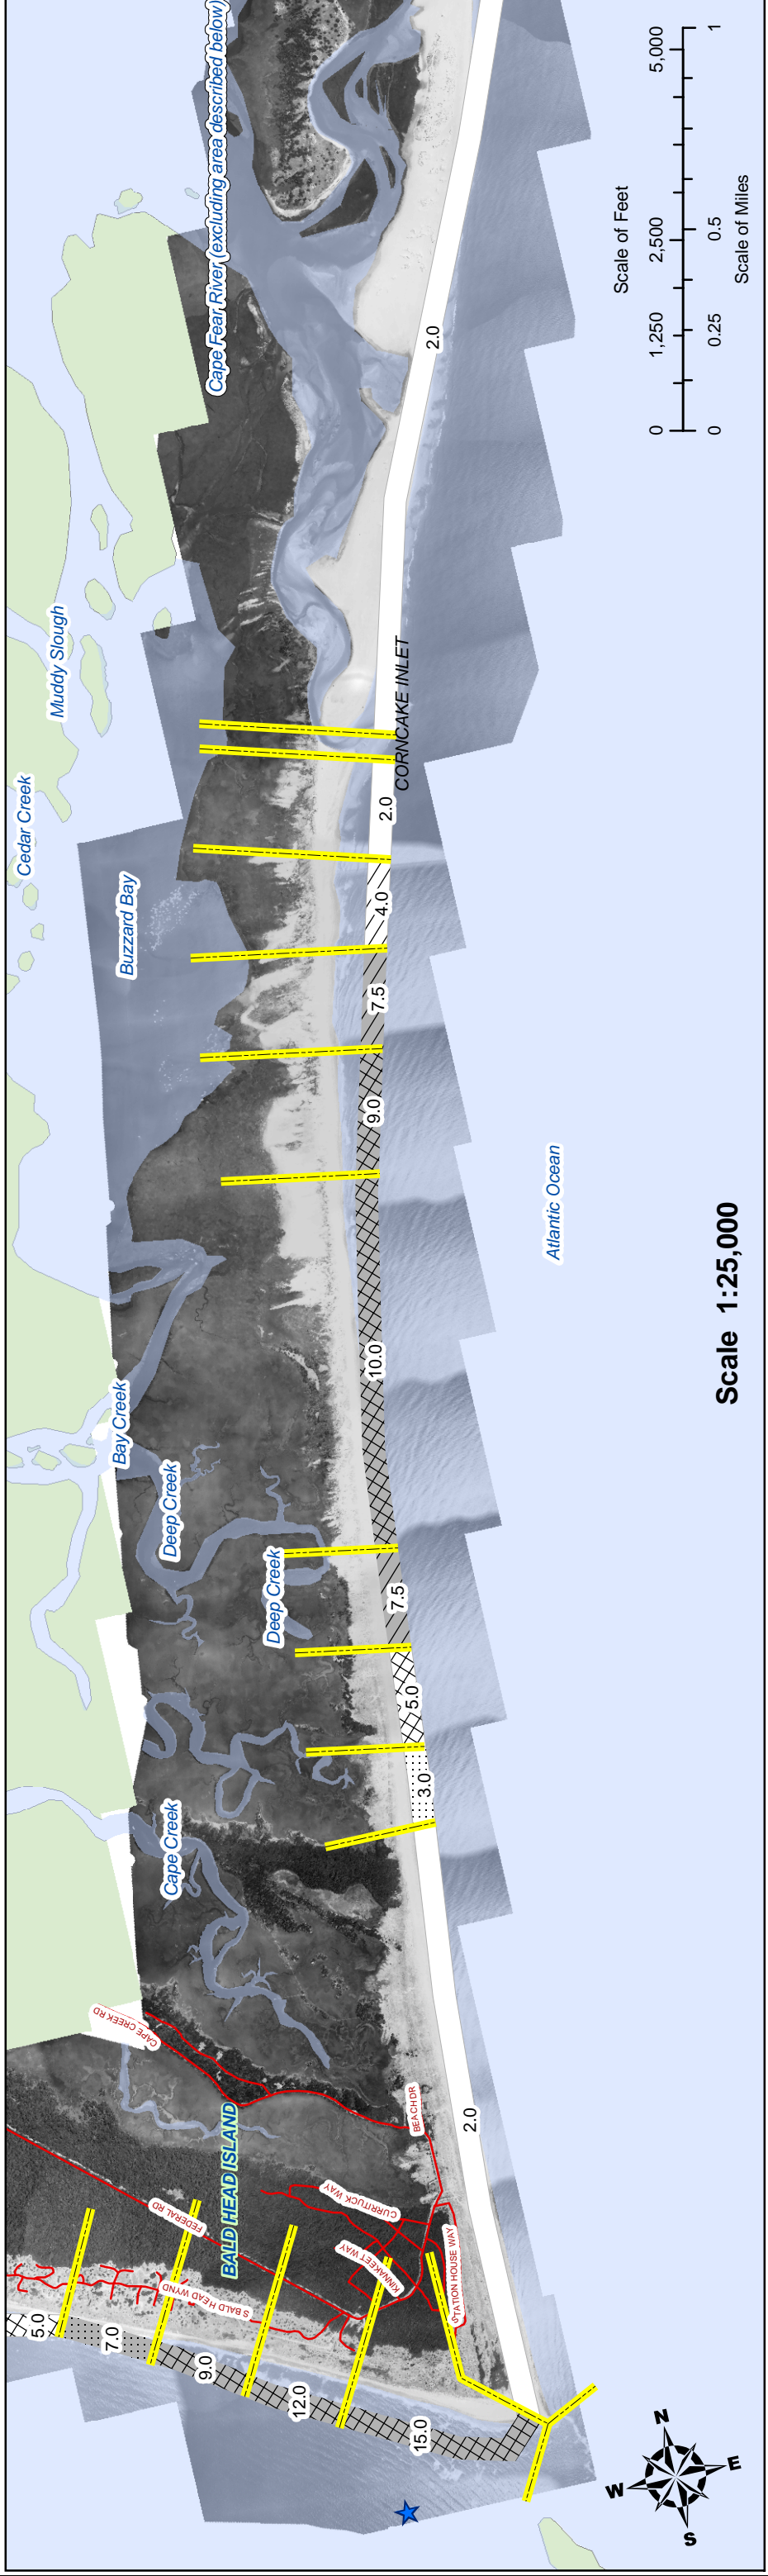 Cape Fear River (excluding area described below)
5,000
1
Scale of Feet
2,500
0.5
Scale of Miles
1,250
0.25
0
0
2.0
Muddy Slough
CORNCAKE INLET
Cedar Creek
2.0
Buzzard Bay
4.0
7.5
9.0
Atlantic Ocean
Scale 1:25,000
10.0
Bay Creek
Deep Creek
Deep Creek
7.5
5.0
3.0
Cape Creek
CAPE CREEK RD
BEACH DR
2.0
BALD HEAD ISLAND
CURRITUCK WAY
FEDERAL RD
KINNAKEET WAY
STATION HOUSE WAY
S BALD HEAD WYND
5.0
7.0
9.0
12.0
15.0
N
W
E
S